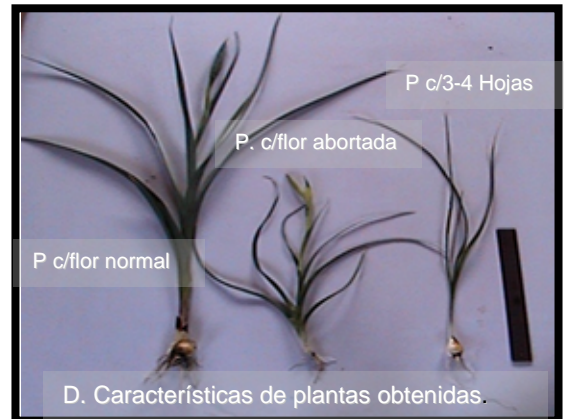 P c/3-4 Hojas
P. c/flor abortada
P c/flor normal
D. Características de plantas obtenidas.